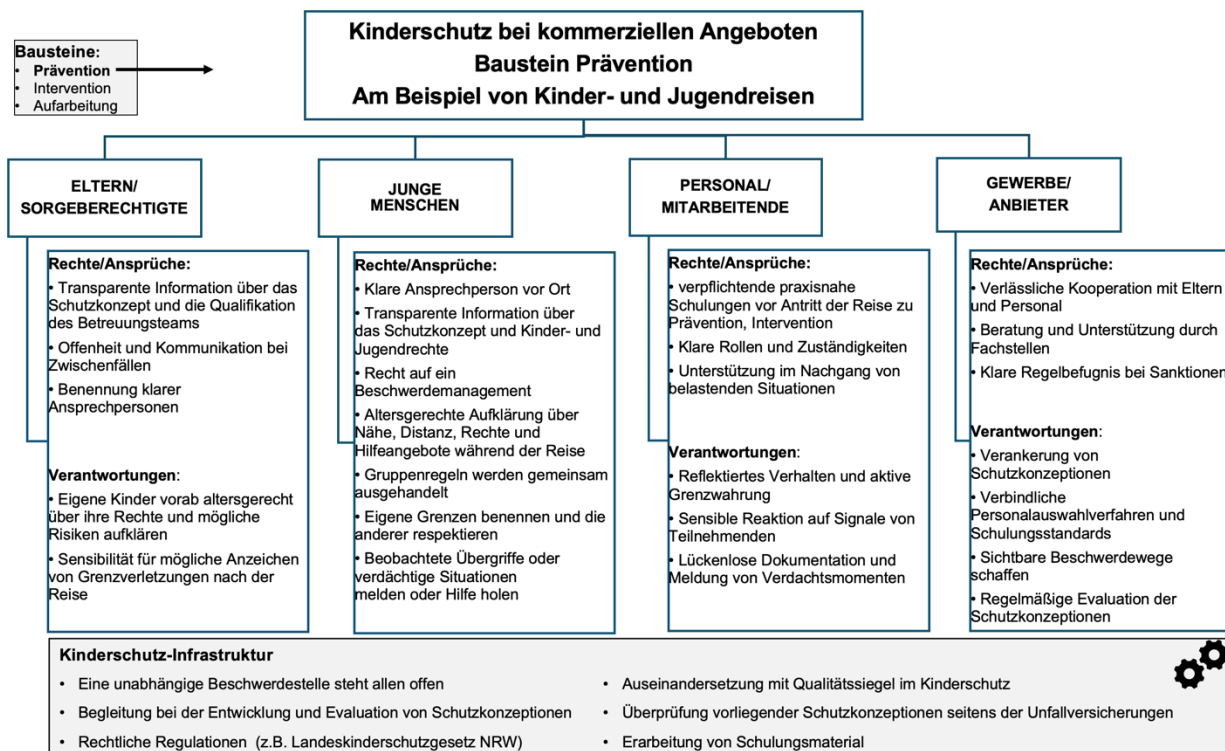 Bausteine:
• Prävention
• Intervention
• Aufarbeitung
Kinderschutz bei kommerziellen Angeboten
Baustein Prävention
Am Beispiel von Kinder- und Jugendreisen
ELTERN/
SORGEBERECHTIGTE
Rechte/Ansprüche:
• Transparente Information über das
Schutzkonzept und die Qualifikation
des Betreuungsteams
• Offenheit und Kommunikation bei
Zwischenfällen
• Benennung klarer
Ansprechpersonen
Verantwortungen:
• Eigene Kinder vorab altersgerecht
über ihre Rechte und mögliche
Risiken aufklären
• Sensibilität für mögliche Anzeichen
von Grenzverletzungen nach der
Reise
JUNGE
MENSCHEN
Rechte/Ansprüche:
• Klare Ansprechperson vor Ort
• Transparente Information über
das Schutzkonzept und Kinder- und
Jugendrechte
• Recht auf ein
Beschwerdemanagement
• Altersgerechte Aufklärung über
Nähe, Distanz, Rechte und
Hilfeangebote während der Reise
• Gruppenregeln werden gemeinsam
ausgehandelt
• Eigene Grenzen benennen und die
anderer respektieren
• Beobachtete Übergriffe oder
verdächtige Situationen
melden oder Hilfe holen
PERSONAL/
MITARBEITENDE
Rechte/Ansprüche:
• verpflichtende praxisnahe
Schulungen vor Antritt der Reise zu
Prävention, Intervention
• Klare Rollen und Zuständigkeiten
• Unterstützung im Nachgang von
belastenden Situationen
Verantwortungen:
• Reflektiertes Verhalten und aktive
Grenzwahrung
• Sensible Reaktion auf Signale von
Teilnehmenden
• Lückenlose Dokumentation und
Meldung von Verdachtsmomenten
GEWERBE/
ANBIETER
Rechte/Ansprüche:
• Verlässliche Kooperation mit Eltern
und Personal
• Beratung und Unterstützung durch
Fachstellen
• Klare Regelbefugnis bei Sanktionen
Verantwortungen:
• Verankerung von
Schutzkonzeptionen
• Verbindliche
Personalauswahlverfahren und
Schulungsstandards
• Sichtbare Beschwerdewege
schaffen
• Regelmäßige Evaluation der
Schutzkonzeptionen
Kinderschutz-Infrastruktur
• Eine unabhängige Beschwerdestelle steht allen offen
• Begleitung bei der Entwicklung und Evaluation von Schutzkonzeptionen
• Rechtliche Regulationen (z.B. Landeskinderschutzgesetz NRW)
• Auseinandersetzung mit Qualitätssiegel im Kinderschutz
• Überprüfung vorliegender Schutzkonzeptionen seitens der Unfallversicherungen
• Erarbeitung von Schulungsmaterial